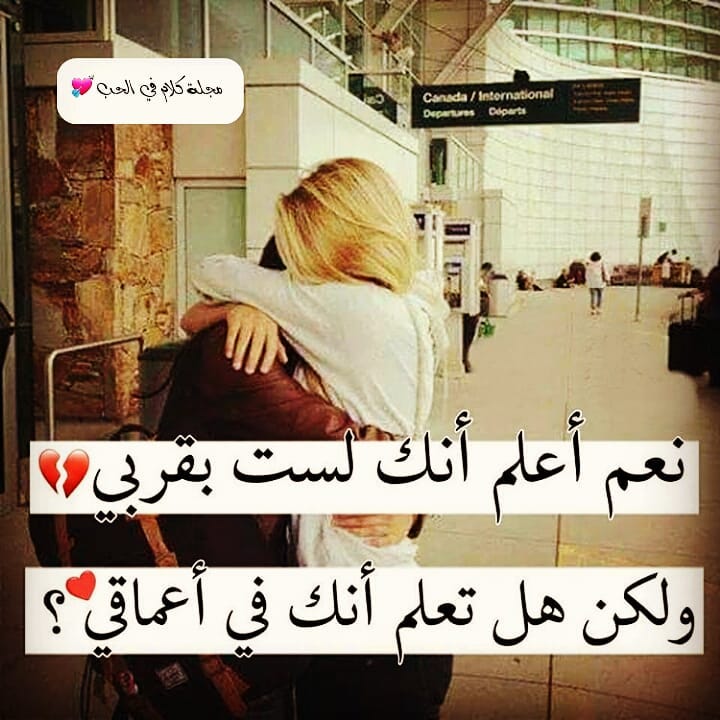 مجلة كلام في الحب 💘
Canada / International
Departures Départs
نعم أعلم أنك لست بقربي 💔
ولكن هل تعلم أنك في أعماقي ❤️ ؟